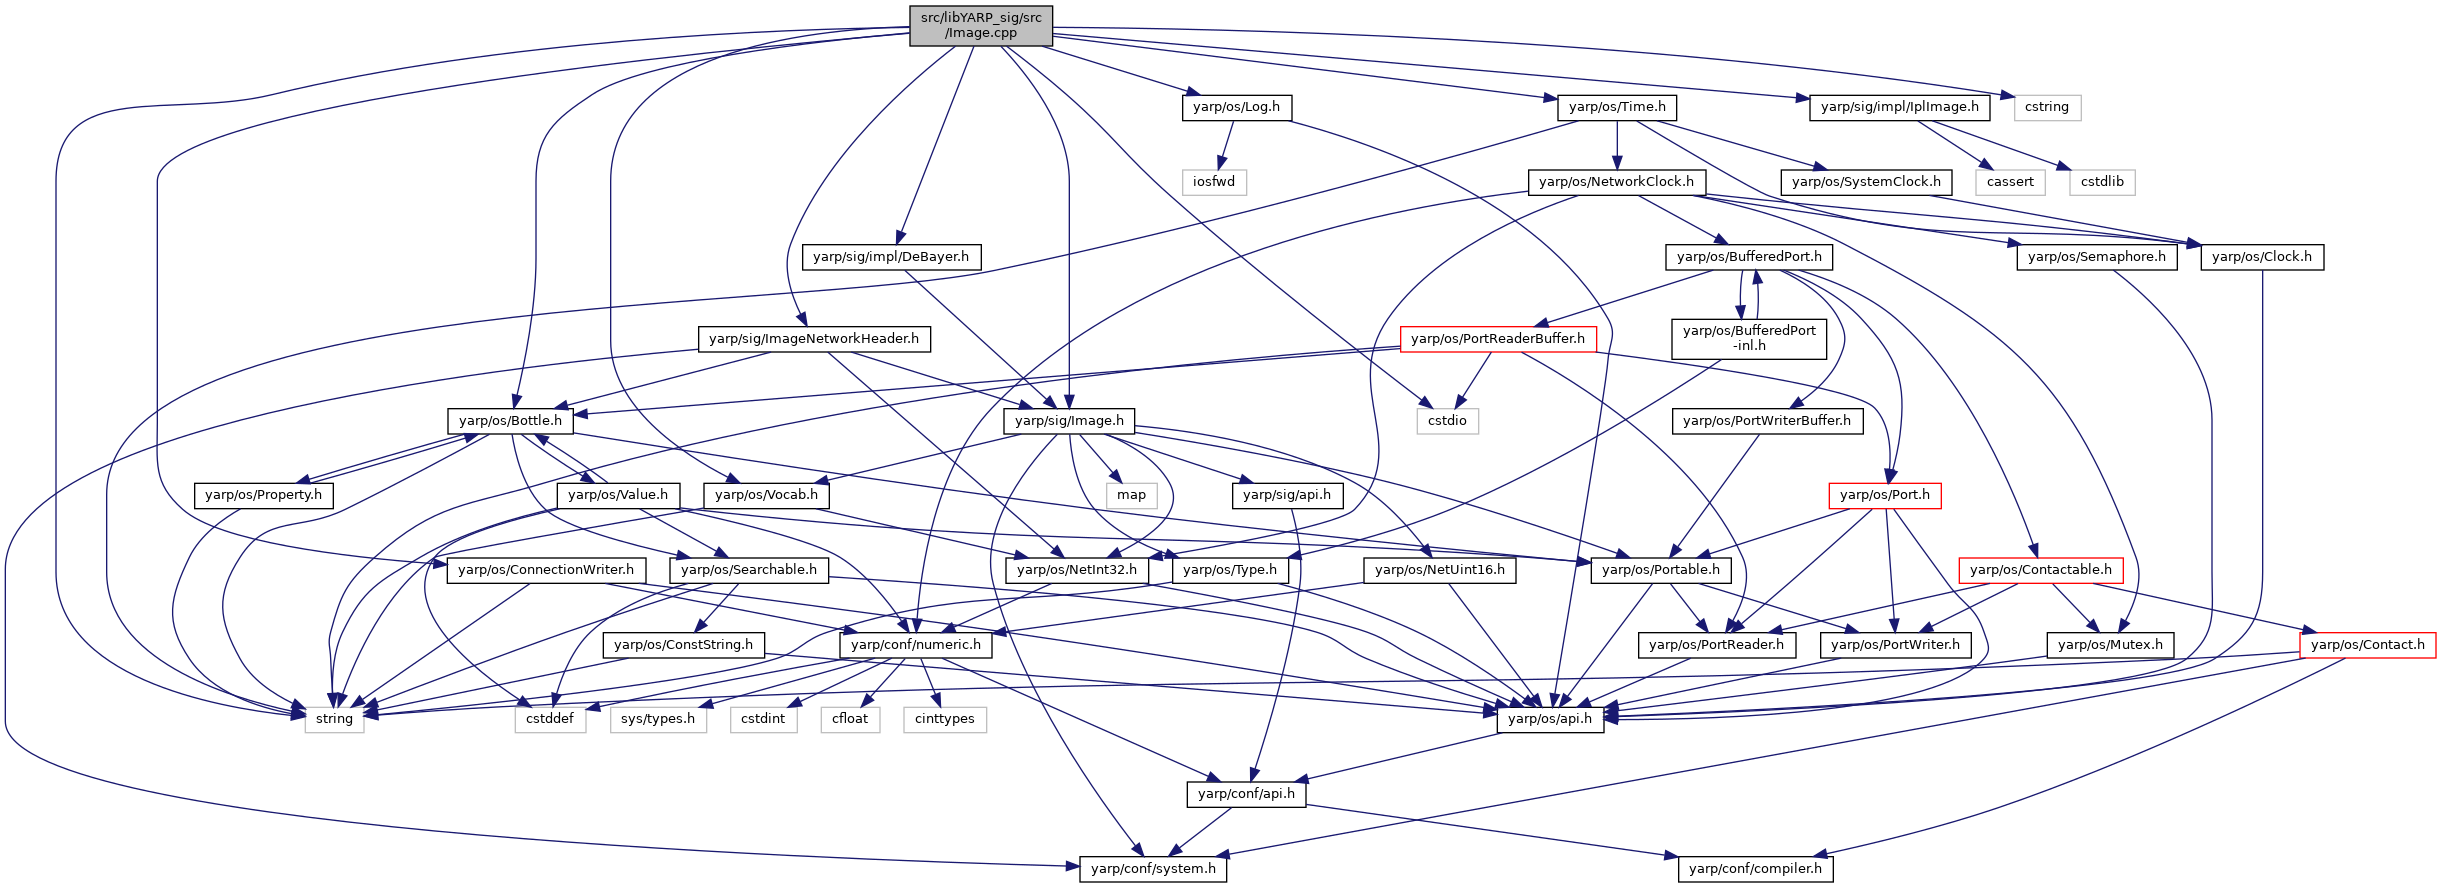 src/libYARP_sig/src
/Image.cpp
yarp/os/Log.h
yarp/os/Time.h
yarp/sig/impl/IplImage.h
cstring
iosfwd
yarp/os/NetworkClock.h
yarp/os/SystemClock.h
cassert
cstdlib
yarp/sig/impl/DeBayer.h
yarp/os/BufferedPort.h
yarp/os/Semaphore.h
yarp/os/Clock.h
yarp/sig/ImageNetworkHeader.h
yarp/os/PortReaderBuffer.h
yarp/os/BufferedPort
-inl.h
yarp/os/Bottle.h
yarp/sig/Image.h
cstdio
yarp/os/PortWriterBuffer.h
yarp/os/Property.h
yarp/os/Value.h
yarp/os/Vocab.h
map
yarp/sig/api.h
yarp/os/Port.h
yarp/os/ConnectionWriter.h
yarp/os/Searchable.h
yarp/os/NetInt32.h
yarp/os/Type.h
yarp/os/NetUint16.h
yarp/os/Portable.h
yarp/os/Contactable.h
yarp/os/ConstString.h
yarp/conf/numeric.h
yarp/os/PortReader.h
yarp/os/PortWriter.h
yarp/os/Mutex.h
yarp/os/Contact.h
string
cstddef
sys/types.h
cstdint
cfloat
cinttypes
yarp/os/api.h
yarp/conf/api.h
yarp/conf/system.h
yarp/conf/compiler.h